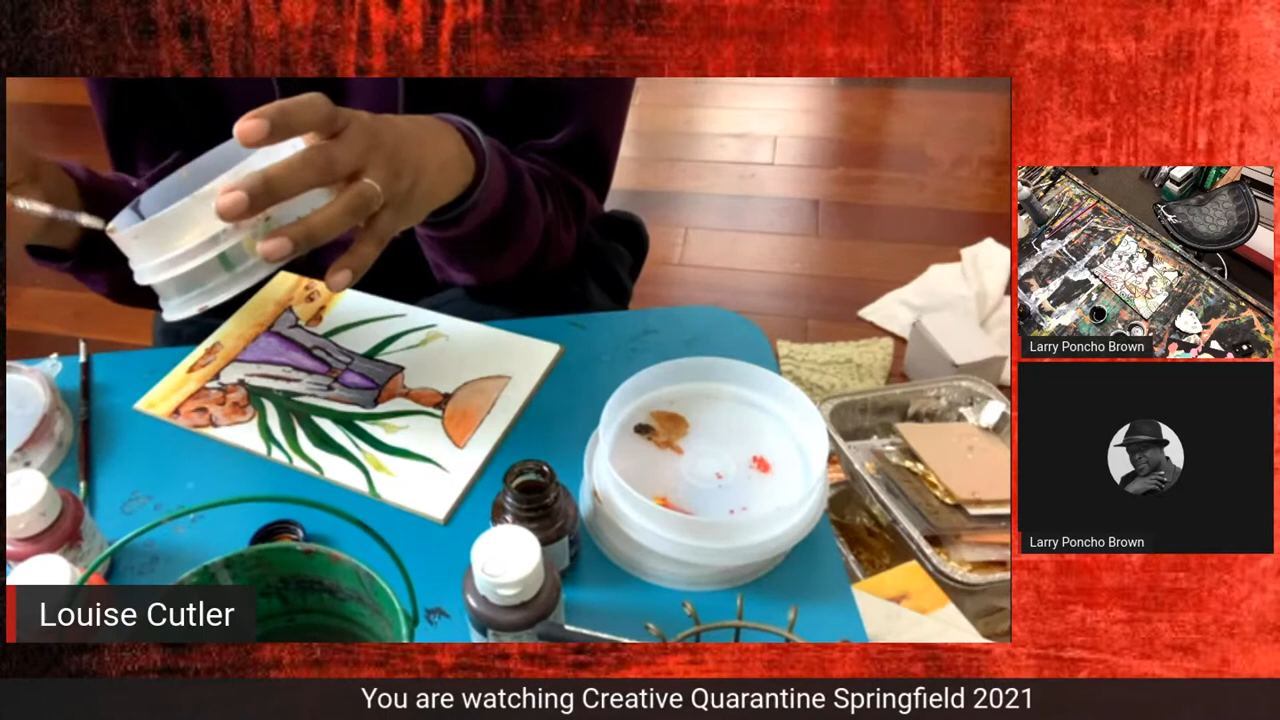 Larry Poncho Brown
Larry Poncho Brown
Louise Cutler
You are watching Creative Quarantine Springfield 2021